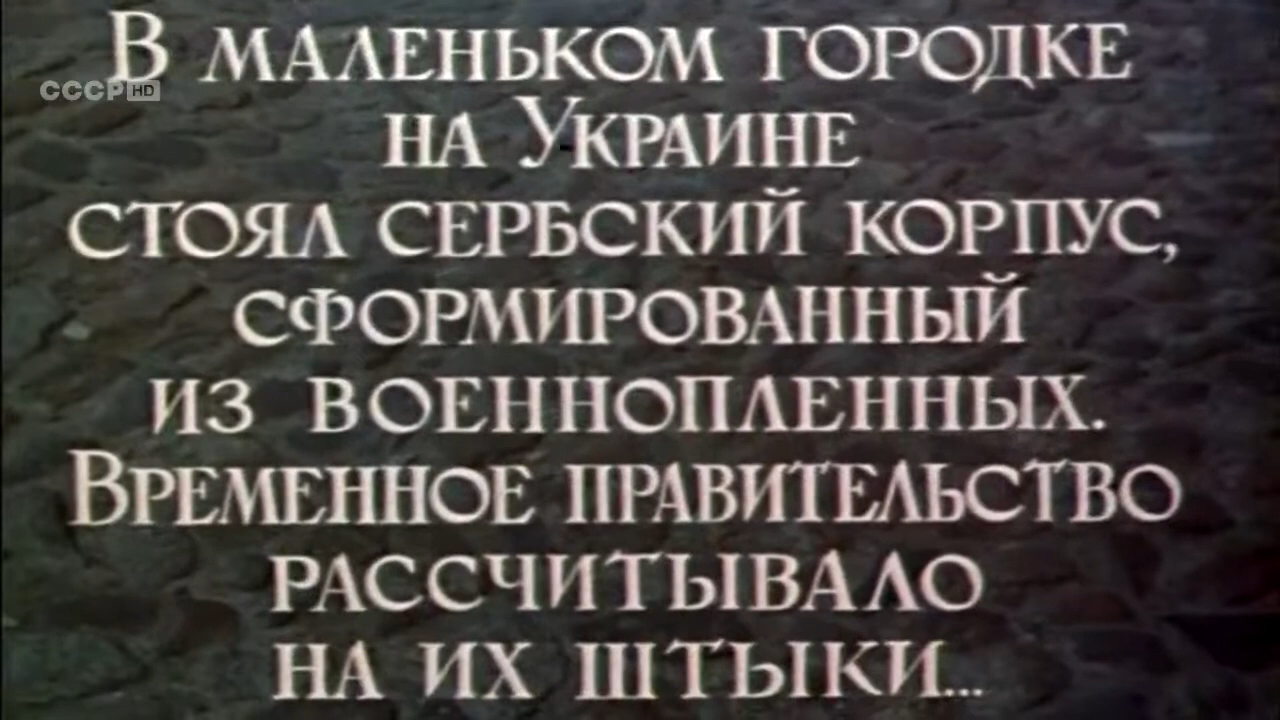 В МАЛЕНЬКОМ ГОРОДКЕ
СССР HD
НА УКРАИНЕ
СТОЯЛ СЕРБСКИЙ КОРПУС,
СФОРМИРОВАННЫЙ
ИЗ ВОЕННОПЛЕННЫХ.
ВРЕМЕННОЕ ПРАВИТЕЛЬСТВО
РАССЧИТЫВАЛО
НА ИХ ШТЫКИ...